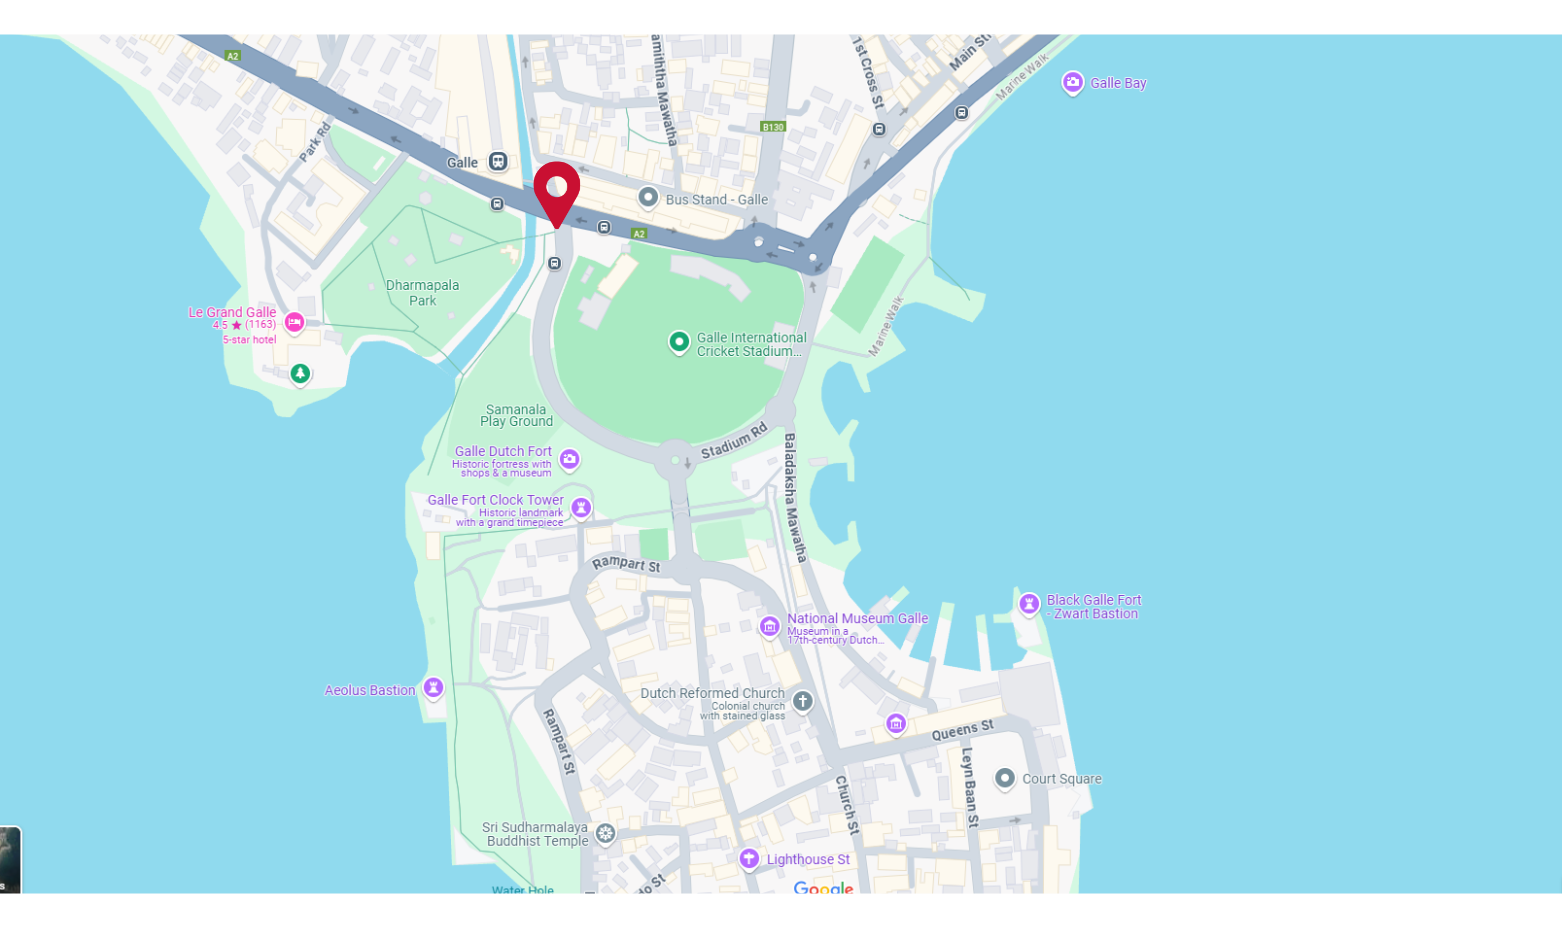 A2
amiththa Mawatha
1st Cross St
Main St
Marine Walk
Galle Bay
Park Rd
B130
Galle
Bus Stand - Galle
A2
Dharmapala
Park
Le Grand Galle
4.5 ★ (1163)
5-star hotel
Marine Walk
Galle International
Cricket Stadium...
Samanala
Play Ground
Stadium Rd
Baladaksha Mawatha
Galle Dutch Fort
Historic fortress with
shops & a museum
Galle Fort Clock Tower
Historic landmark
with a grand timepiece
Rampart St
Black Galle Fort
- Zwart Bastion
National Museum Galle
Museum in a
17th-century Dutch...
Aeolus Bastion
Dutch Reformed Church
Colonial church
with stained glass
Rampart St
Queens St
Leyn Baan St
Court Square
Church St
Sri Sudharmalaya
Buddhist Temple
Lighthouse St
Water Hole
o St
Google
s